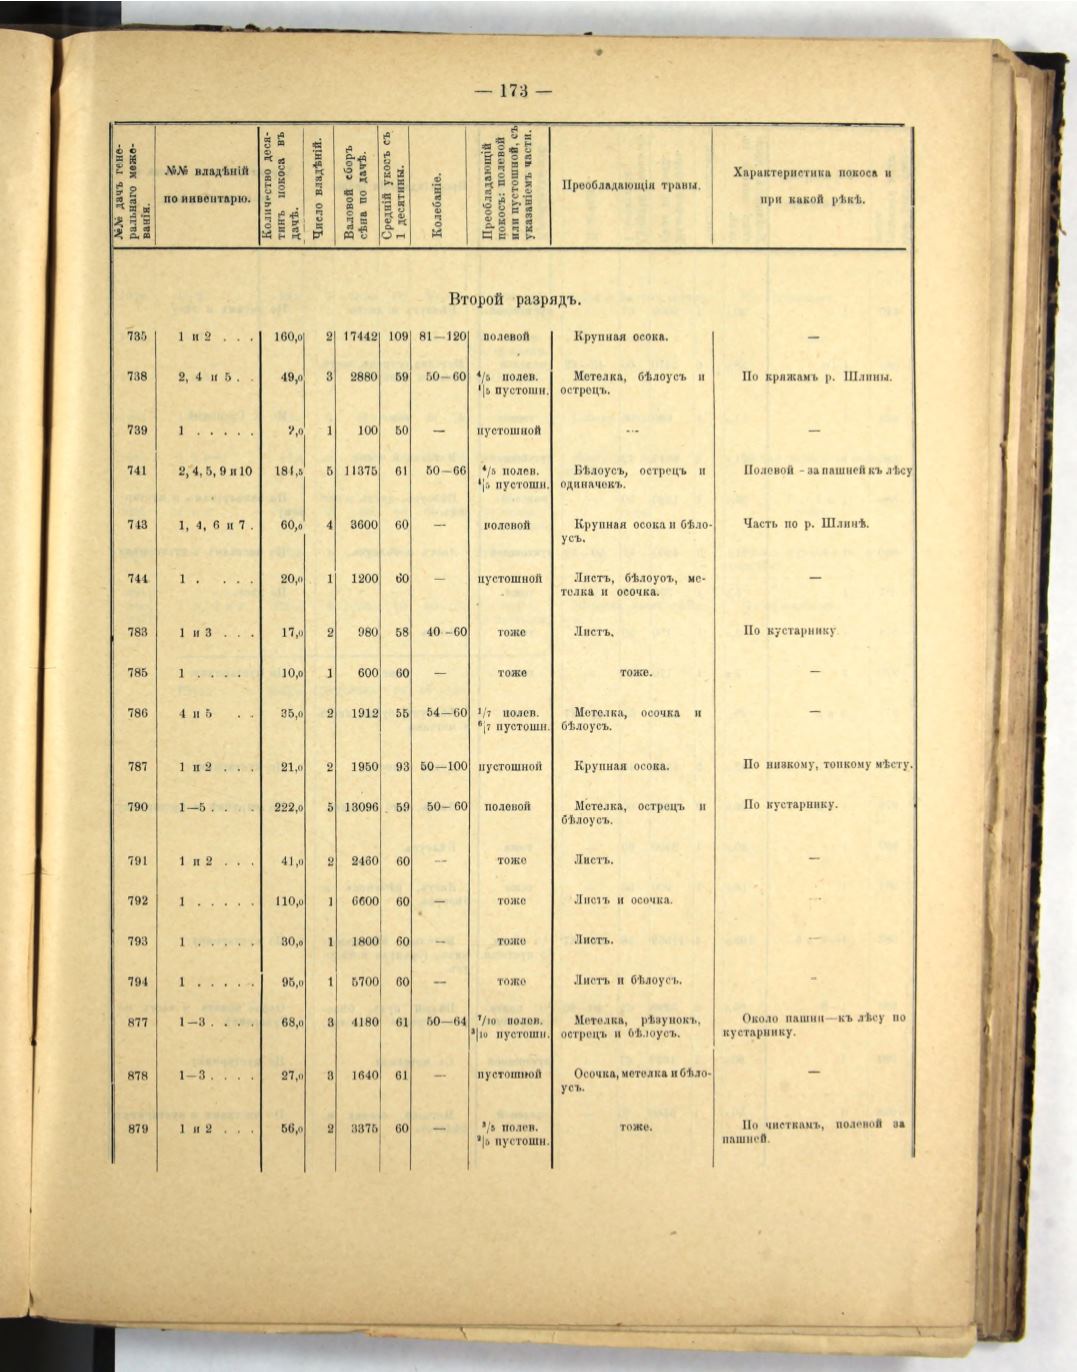 — 173 —
№№ дачъ гене-
ральнаго меже-
ванія.
№№ владѣній
по инвентарю.
Количество деся-
тинъ покоса въ
дачѣ.
Число владѣній.
Валовой сборъ
сѣна по дачѣ.
Средній укосъ съ
1 десятины.
Колебаніе.
Преобладающій
покосъ: полевой
или пустошной, съ
указаніемъ части.
Преобладающія травы.
Характеристика покоса и
при какой рѣкѣ.
Второй разрядъ.
735 1 и 2 . . . 160,0 2 17442 109 81—120 полевой Крупная осока. —
738 2, 4 и 5 . . 49,0 3 2880 59 50—60 4/5 полев. Метелка, бѣлоусъ и По кряжамъ р. Шлины.
1/5 пустошн. острецъ.
739 1 . . . . . 2,0 1 100 50 — пустошной — —
741 2, 4, 5, 9 и 10 184,5 5 11375 61 50—66 4/5 полев. Бѣлоусъ, острецъ и Полевой - за пашней къ лѣсу
1/5 пустошн. одиначекъ.
743 1, 4, 6 и 7 . 60,0 4 3600 60 — полевой Крупная осока и бѣло- Часть по р. Шлинѣ.
усъ.
744 1 . . . . 20,0 1 1200 60 — пустошной Листъ, бѣлоусъ, ме- —
телка и осочка.
783 1 и 3 . . . 17,0 2 980 58 40—60 тоже Листъ. По кустарнику
785 1 . . . . 10,0 1 600 60 — тоже тоже. —
786 4 и 5 . . 35,0 2 1912 55 54—60 1/7 полев. Метелка, осочка и —
6/7 пустошн. бѣлоусъ.
787 1 и 2 . . . 21,0 2 1950 93 50—100 пустошной Крупная осока. По низкому, топкому мѣсту.
790 1—5 . . 222,0 5 13096 59 50—60 полевой Метелка, острецъ и По кустарнику.
бѣлоусъ.
791 1 и 2 . . . 41,0 2 2460 60 — тоже Листъ. —
792 1 . . . . . 110,0 1 6600 60 — тоже Листъ и осочка. —
793 1 . . . . . 30,0 1 1800 60 — тоже Листъ. —
794 1 . . . . . 95,0 1 5700 60 — тоже Листъ и бѣлоусъ. —
877 1—3 . . . . 68,0 3 4180 61 50—64 7/10 полев. Метелка, рѣзунокъ, Около пашни—къ лѣсу по
3/10 пустошн. острецъ и бѣлоусъ. кустарнику.
878 1—3 . . . . 27,0 3 1640 61 — пустошной Осочка, метелка и бѣло- —
усъ.
879 1 и 2 . . . 56,0 2 3375 60 — 3/5 полев. тоже. По чисткамъ, полевой за
2/5 пустошн. пашней.